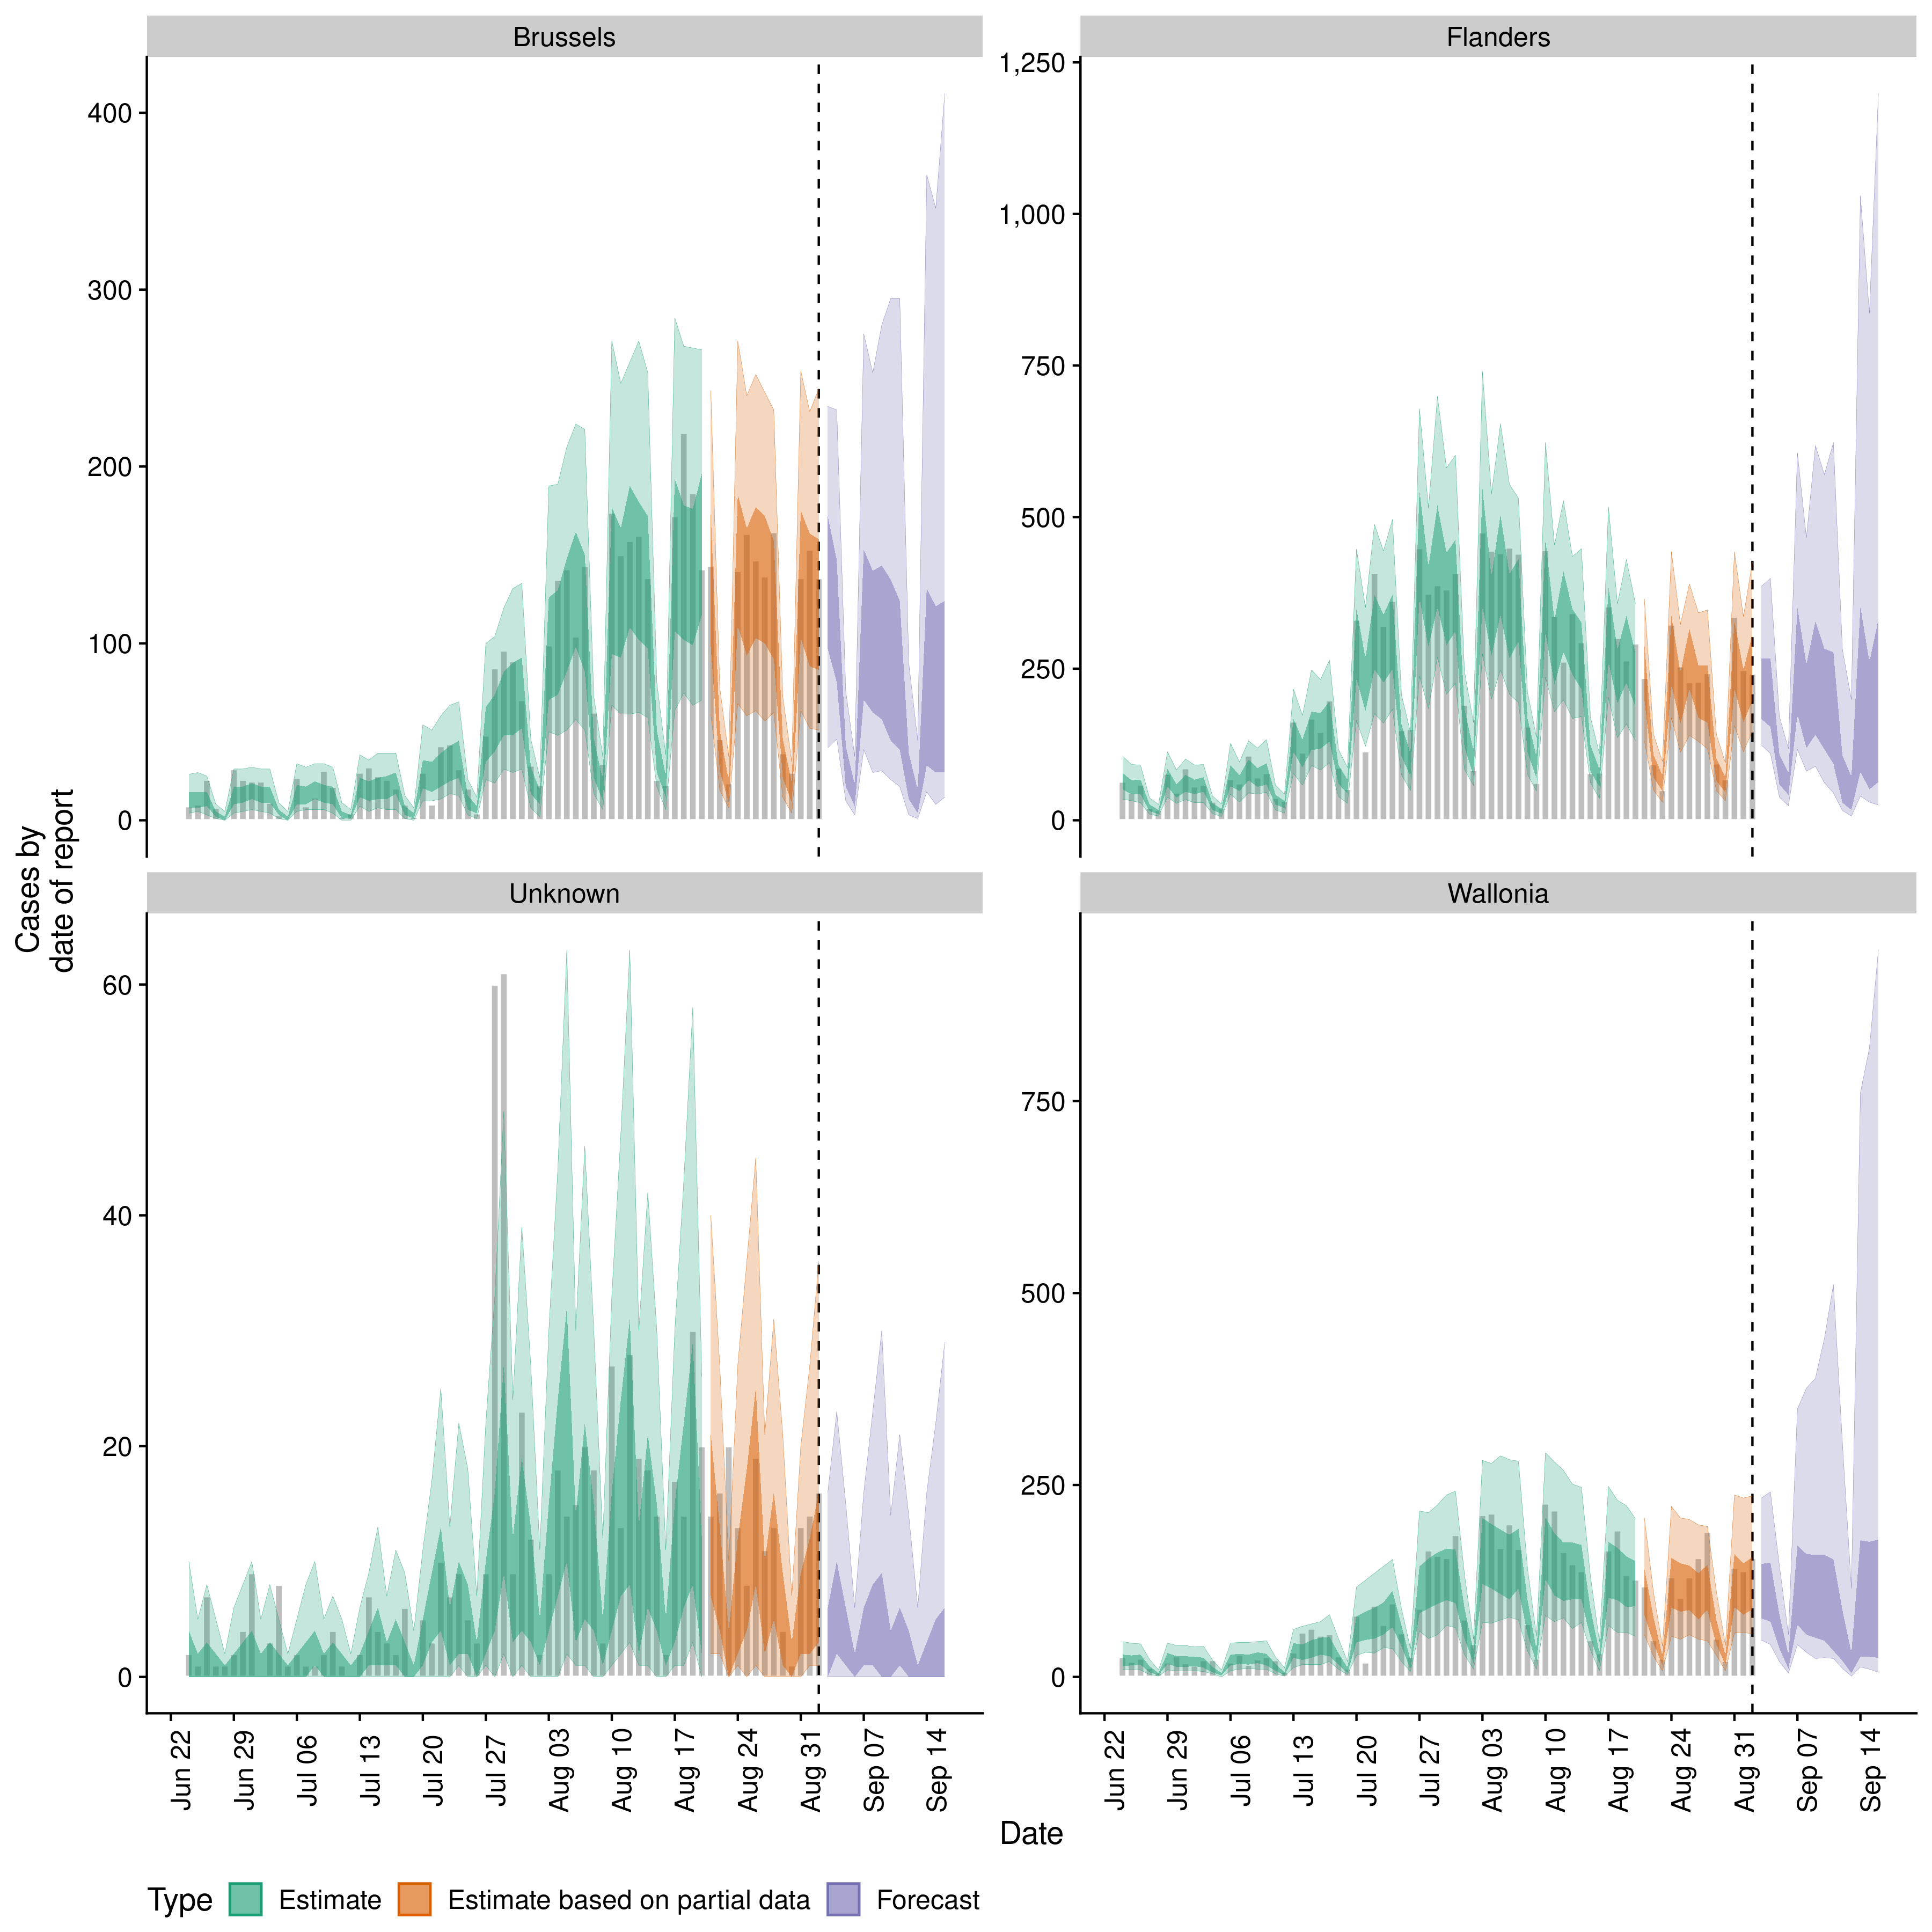 Brussels
Flanders
400
300
200
100
0
1,250
1,000
750
500
250
0
Cases by
date of report
Unknown
Wallonia
60
40
20
0
750
500
250
0
Jun 22
Jun 29
Jul 06
Jul 13
Jul 20
Jul 27
Aug 03
Aug 10
Aug 17
Aug 24
Aug 31
Sep 07
Sep 14
Jun 22
Jun 29
Jul 06
Jul 13
Jul 20
Jul 27
Aug 03
Aug 10
Aug 17
Aug 24
Aug 31
Sep 07
Sep 14
Date
Type Estimate Estimate based on partial data Forecast